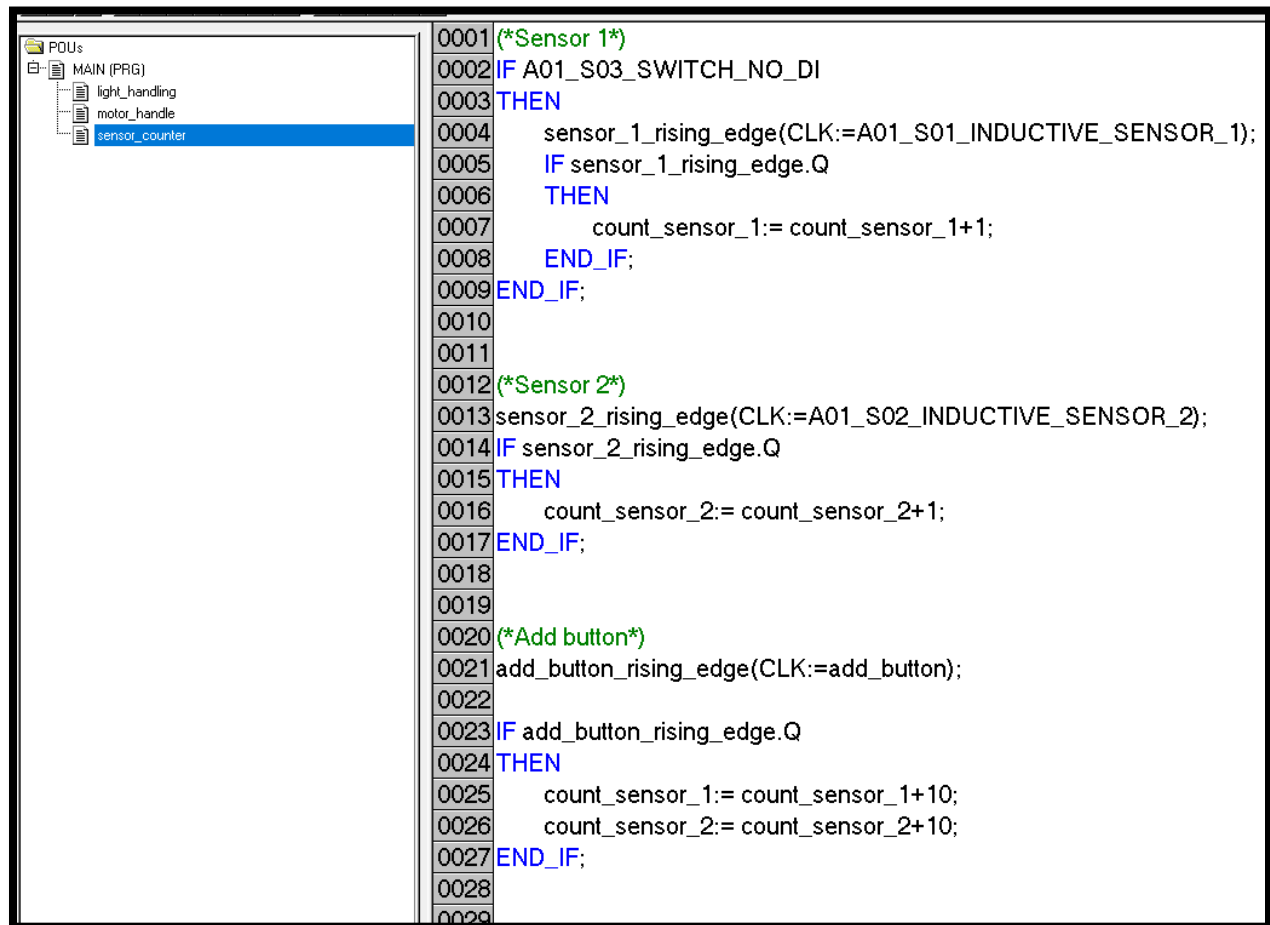 POUs
MAIN (PRG)
light_handling
motor_handle
sensor_counter
0001 (*Sensor 1*)
0002 IF A01_S03_SWITCH_NO_DI
0003 THEN
0004 sensor_1_rising_edge(CLK:=A01_S01_INDUCTIVE_SENSOR_1);
0005 IF sensor_1_rising_edge.Q
0006 THEN
0007 count_sensor_1:= count_sensor_1+1;
0008 END_IF;
0009 END_IF;
0010
0011
0012 (*Sensor 2*)
0013 sensor_2_rising_edge(CLK:=A01_S02_INDUCTIVE_SENSOR_2);
0014 IF sensor_2_rising_edge.Q
0015 THEN
0016 count_sensor_2:= count_sensor_2+1;
0017 END_IF;
0018
0019
0020 (*Add button*)
0021 add_button_rising_edge(CLK:=add_button);
0022
0023 IF add_button_rising_edge.Q
0024 THEN
0025 count_sensor_1:= count_sensor_1+10;
0026 count_sensor_2:= count_sensor_2+10;
0027 END_IF;
0028
0029